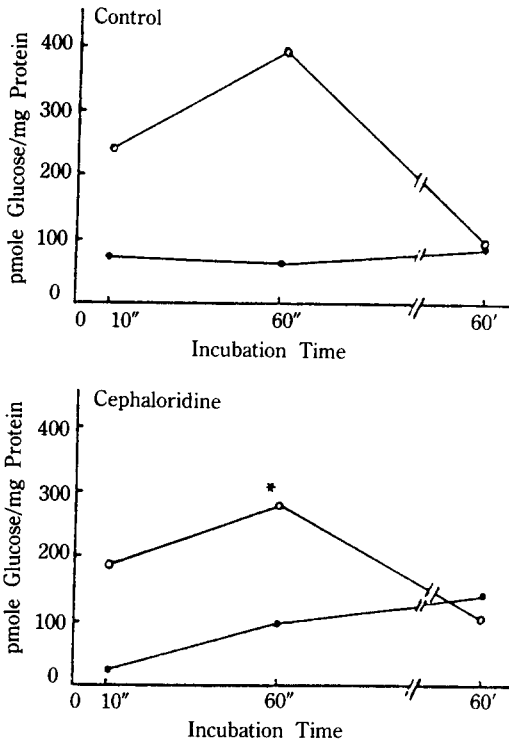 Control
400
300
200
100
0
pmole Glucose/mg Protein
0 10″ 60″ 60′
Incubation Time
Cephaloridine
400
300
200
100
0
pmole Glucose/mg Protein
*
0 10″ 60″ 60′
Incubation Time